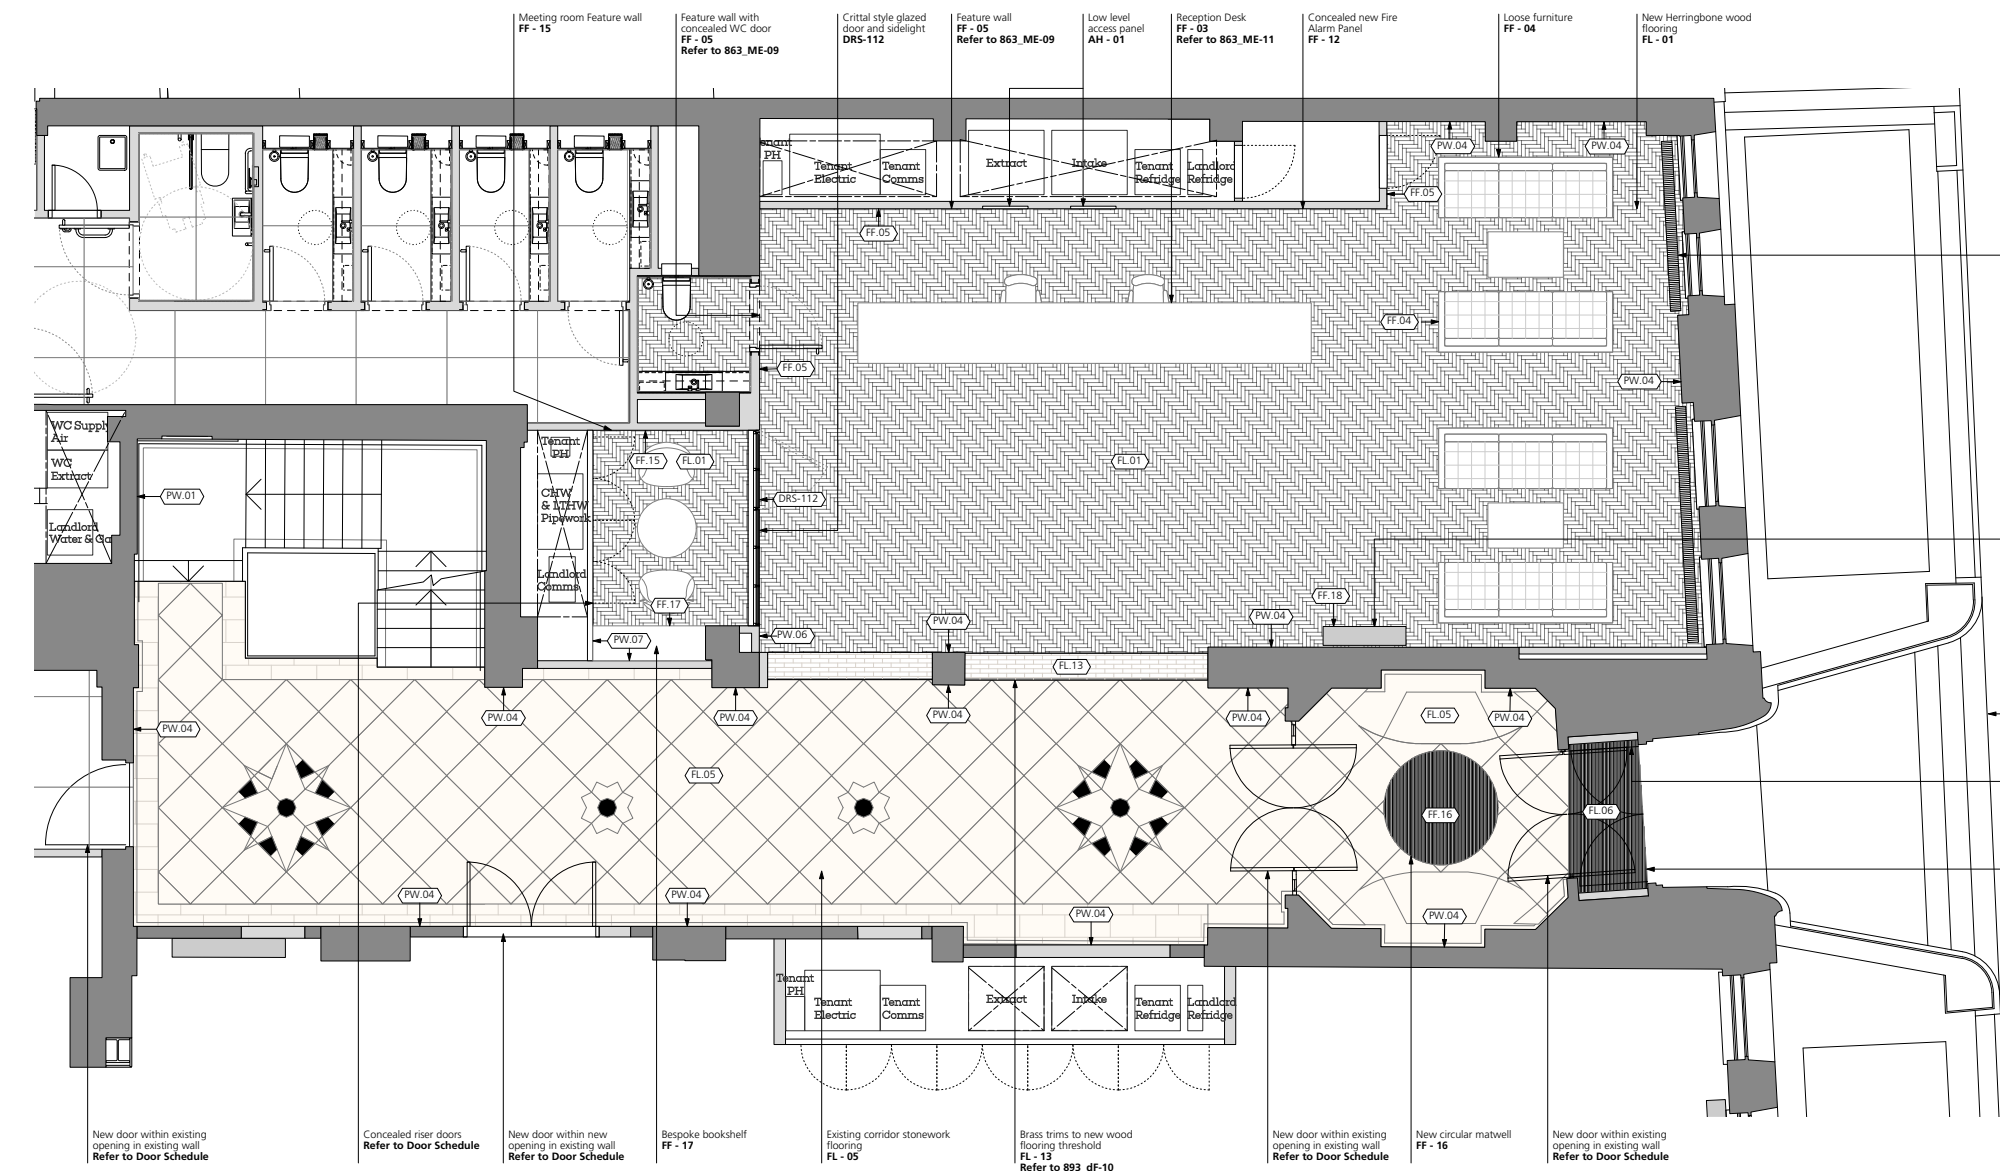 Meeting room Feature wall
FF - 15
Feature wall with
concealed WC door
FF - 05
Refer to 863_ME-09
Crittal style glazed
door and sidelight
DRS-112
Feature wall
FF - 05
Refer to 863_ME-09
Low level
access panel
AH - 01
Reception Desk
FF - 03
Refer to 863_ME-11
Concealed new Fire
Alarm Panel
FF - 12
Loose furniture
FF - 04
New Herringbone wood
flooring
FL - 01
Tenant
PH
Tenant
Electric
Tenant
Comms
Extract
Intake
Tenant
Refridge
Landlord
Refridge
PW.04
PW.04
FF.05
FF.05
FF.04
FF.05
PW.04
WC Supply
Air
WC
Extract
Landlord
Water & Ga
PW.01
Tenant
PH
CHW
& LTHW
Pipework
Landlord
Comms
FF.15
FL.01
FL.01
DRS-112
FF.17
FF.18
PW.07
PW.06
PW.04
PW.04
FL.13
PW.04
PW.04
PW.04
PW.04
PW.04
FL.05
PW.04
FL.05
FF.16
FL.06
PW.04
PW.04
PW.04
PW.04
Tenant
PH
Tenant
Electric
Tenant
Comms
Extract
Intake
Tenant
Refridge
Landlord
Refridge
New door within existing
opening in existing wall
Refer to Door Schedule
Concealed riser doors
Refer to Door Schedule
New door within new
opening in existing wall
Refer to Door Schedule
Bespoke bookshelf
FF - 17
Existing corridor stonework
flooring
FL - 05
Brass trims to new wood
flooring threshold
FL - 13
Refer to 893_dF-10
New door within existing
opening in existing wall
Refer to Door Schedule
New circular matwell
FF - 16
New door within existing
opening in existing wall
Refer to Door Schedule